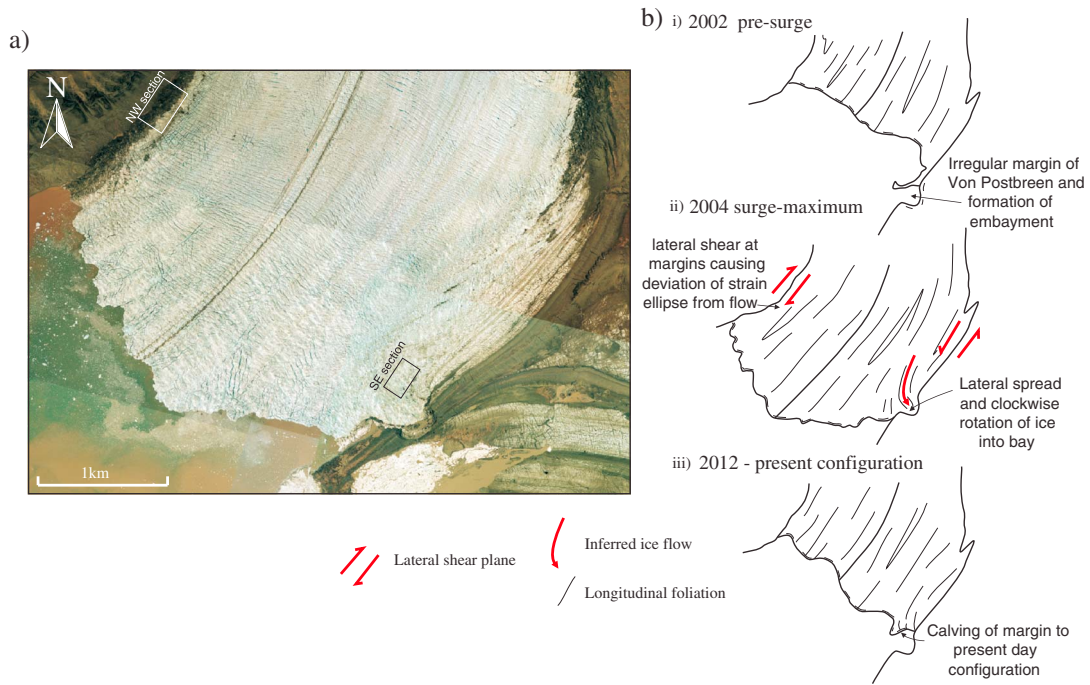 a)
N
NW section
SE section
1km
Lateral shear plane
Inferred ice flow
Longitudinal foliation
b)
i) 2002 pre-surge
Irregular margin of
Von Postbreen and
formation of
embayment
ii) 2004 surge-maximum
lateral shear at
margins causing
deviation of strain
ellipse from flow
Lateral spread
and clockwise
rotation of ice
into bay
iii) 2012 - present configuration
Calving of margin to
present day
configuration